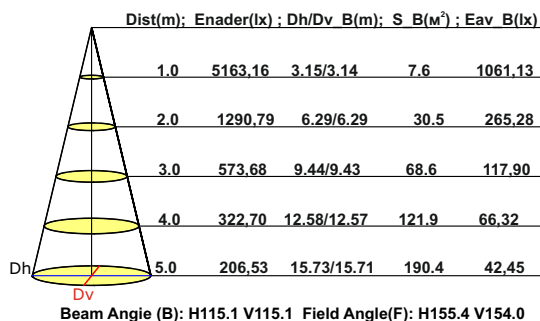 Dist(m); Enader(lx) ; Dh/Dv_B(m); S_B(м²) ; Eav_B(lx)
1.0 5163,16 3.15/3.14 7.6 1061,13
2.0 1290,79 6.29/6.29 30.5 265,28
3.0 573,68 9.44/9.43 68.6 117,90
4.0 322,70 12.58/12.57 121.9 66,32
Dh 5.0 206,53 15.73/15.71 190.4 42,45
Dv
Beam Angie (B): H115.1 V115.1 Field Angle(F): H155.4 V154.0